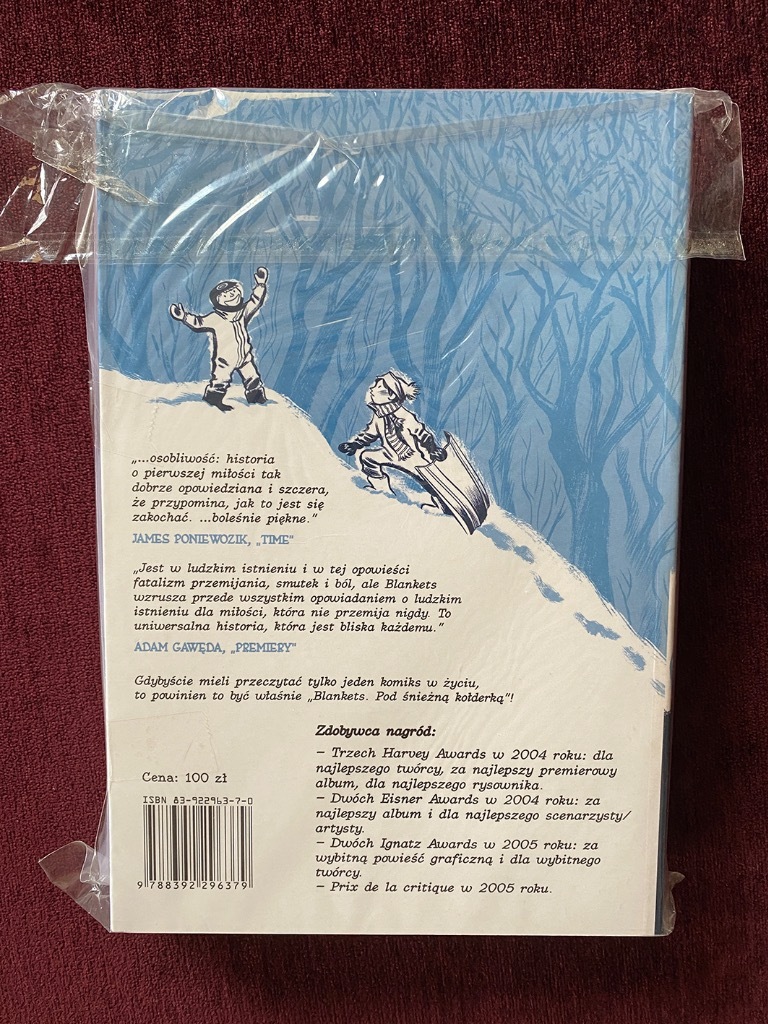 „...osobliwość: historia
o pierwszej miłości tak
dobrze opowiedziana i szczera,
że przypomina, jak to jest się
zakochać. ...boleśnie piękne.”
JAMES PONIEWOZIK, „TIME”
„Jest w ludzkim istnieniu i w tej opowieści
fatalizm przemijania, smutek i ból, ale Blankets
wzrusza przede wszystkim opowiadaniem o ludzkim
istnieniu dla miłości, która nie przemija nigdy. To
uniwersalna historia, która jest bliska każdemu.”
ADAM GAWĘDA, „PREMIERY”
Gdybyście mieli przeczytać tylko jeden komiks w życiu,
to powinien to być właśnie „Blankets. Pod śnieżną kołderką”!
Zdobywca nagród:
– Trzech Harvey Awards w 2004 roku: dla
najlepszego twórcy, za najlepszy premierowy
album, dla najlepszego rysownika.
– Dwóch Eisner Awards w 2004 roku: za
najlepszy album i dla najlepszego scenarzysty/
artysty.
– Dwóch Ignatz Awards w 2005 roku: za
wybitną powieść graficzną i dla wybitnego
twórcy.
– Prix de la critique w 2005 roku.
Cena: 100 zł
ISBN 83-922963-7-0
9 788392 296379